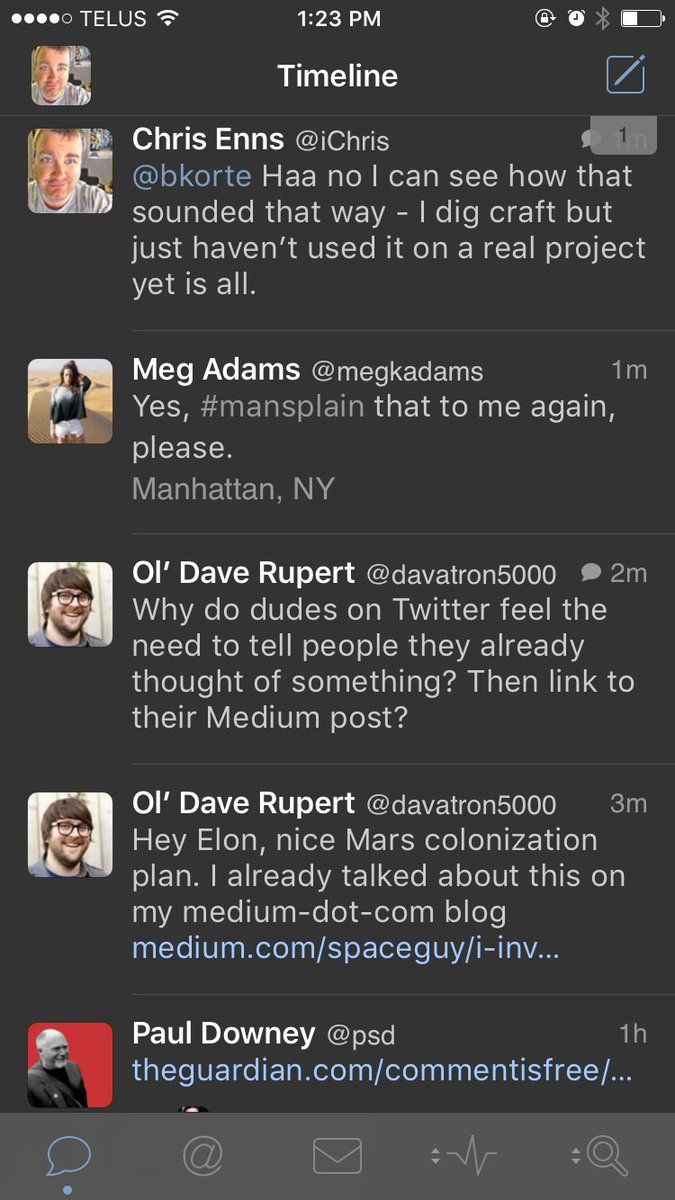 TELUS 1:23 PM
Timeline
Chris Enns @iChris 1 1m
@bkorte Haa no I can see how that
sounded that way - I dig craft but
just haven’t used it on a real project
yet is all.
Meg Adams @megkadams 1m
Yes, #mansplain that to me again,
please.
Manhattan, NY
Ol’ Dave Rupert @davatron5000 2m
Why do dudes on Twitter feel the
need to tell people they already
thought of something? Then link to
their Medium post?
Ol’ Dave Rupert @davatron5000 3m
Hey Elon, nice Mars colonization
plan. I already talked about this on
my medium-dot-com blog
medium.com/spaceguy/i-inv...
Paul Downey @psd 1h
theguardian.com/commentisfree/...
@